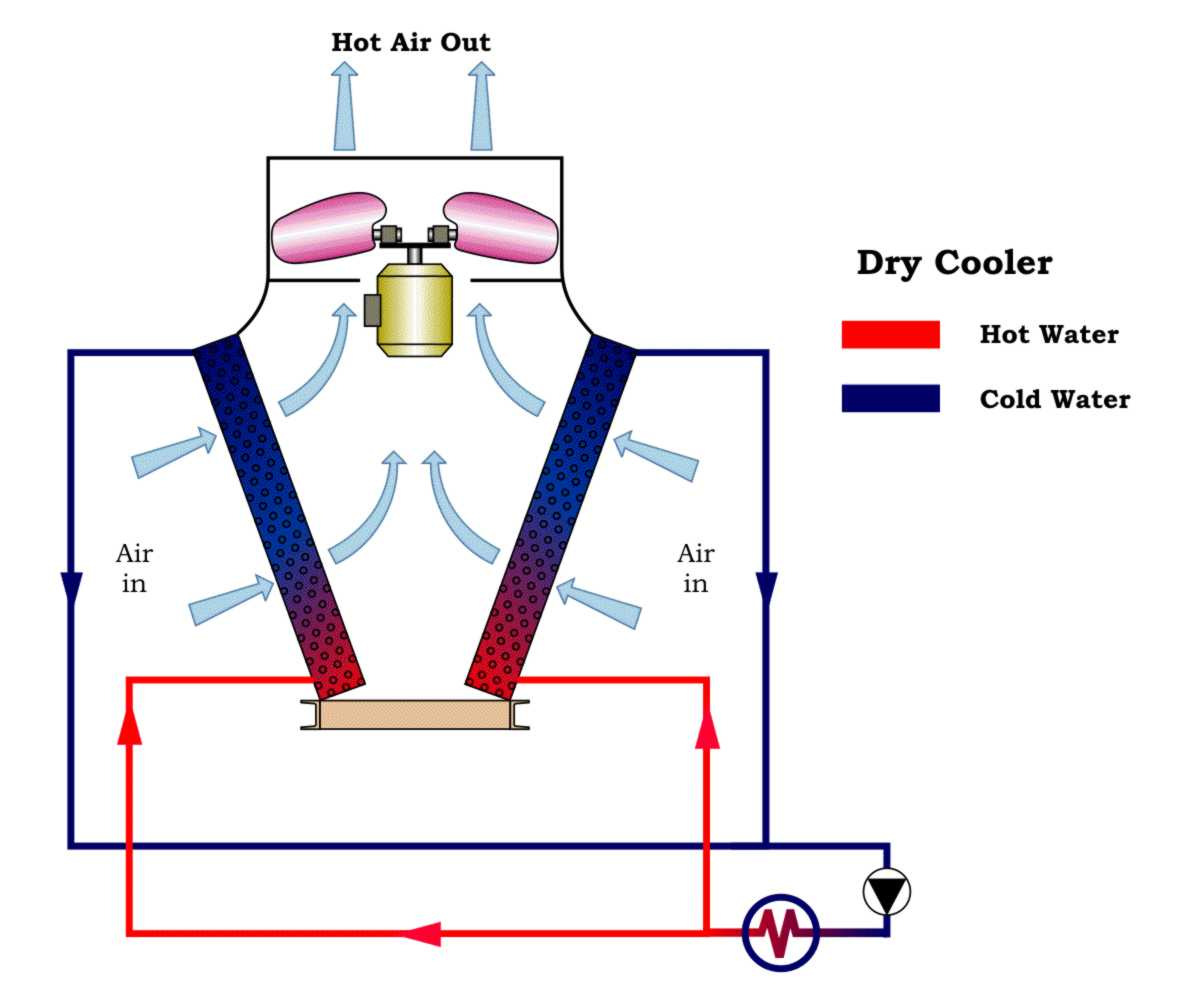 Hot Air Out
Dry Cooler
Hot Water
Cold Water
Air
in
Air
in